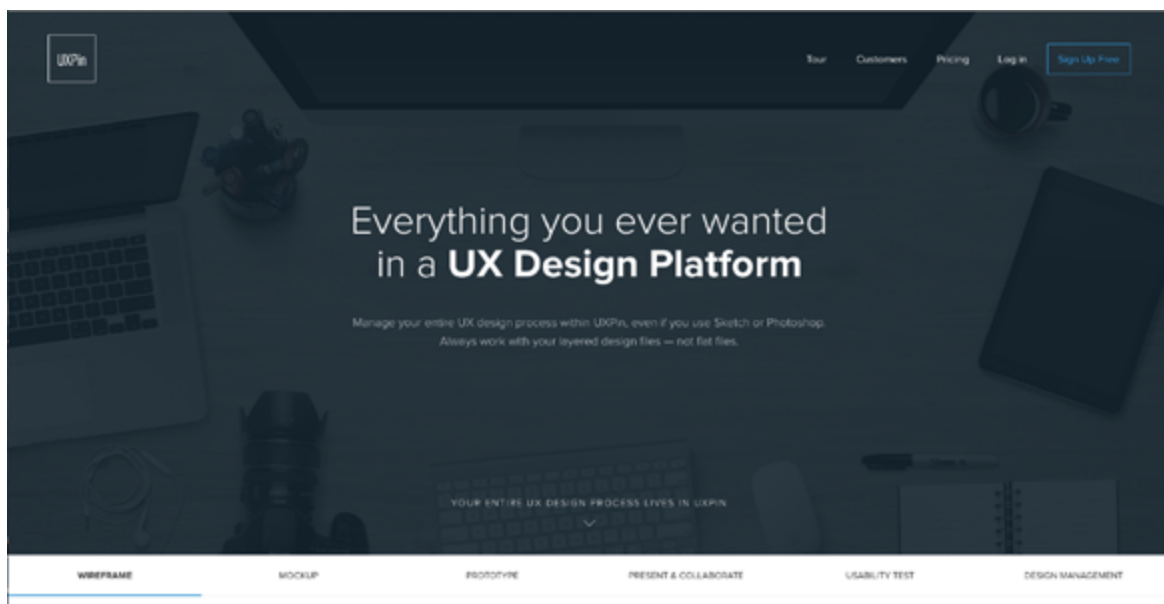 UXPin
Tour Customers Pricing Log in Sign Up Free
Everything you ever wanted
in a UX Design Platform
Manage your entire UX design process within UXPin, even if you use Sketch or Photoshop.
Always work with your layered design files — not flat files.
YOUR ENTIRE UX DESIGN PROCESS LIVES IN UXPIN
WIREFRAME MOCKUP PROTOTYPE PRESENT & COLLABORATE USABILITY TEST DESIGN MANAGEMENT